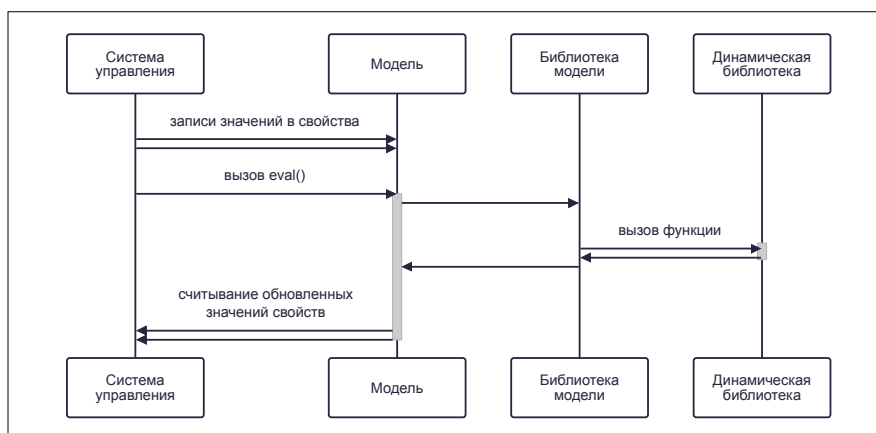 Система
управления
Модель
Библиотека
модели
Динамическая
библиотека
записи значений в свойства
вызов eval()
вызов функции
считывание обновленных
значений свойств
Система
управления
Модель
Библиотека
модели
Динамическая
библиотека